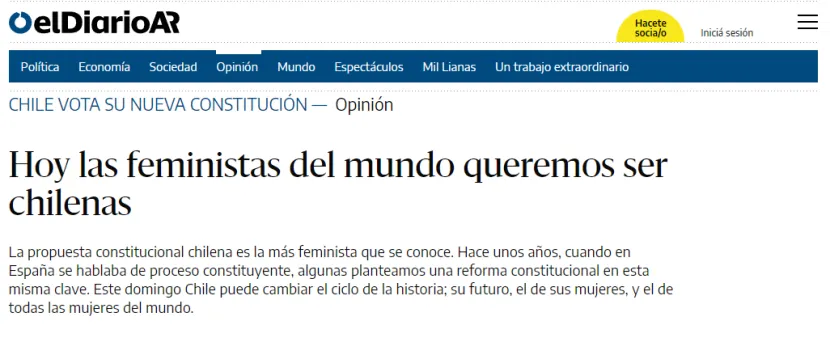 elDiarioAR
Hacete
socia/o
Iniciá sesión
Política Economía Sociedad Opinión Mundo Espectáculos Mil Lianas Un trabajo extraordinario
CHILE VOTA SU NUEVA CONSTITUCIÓN — Opinión
Hoy las feministas del mundo queremos ser
chilenas
La propuesta constitucional chilena es la más feminista que se conoce. Hace unos años, cuando en
España se hablaba de proceso constituyente, algunas planteamos una reforma constitucional en esta
misma clave. Este domingo Chile puede cambiar el ciclo de la historia; su futuro, el de sus mujeres, y el de
todas las mujeres del mundo.